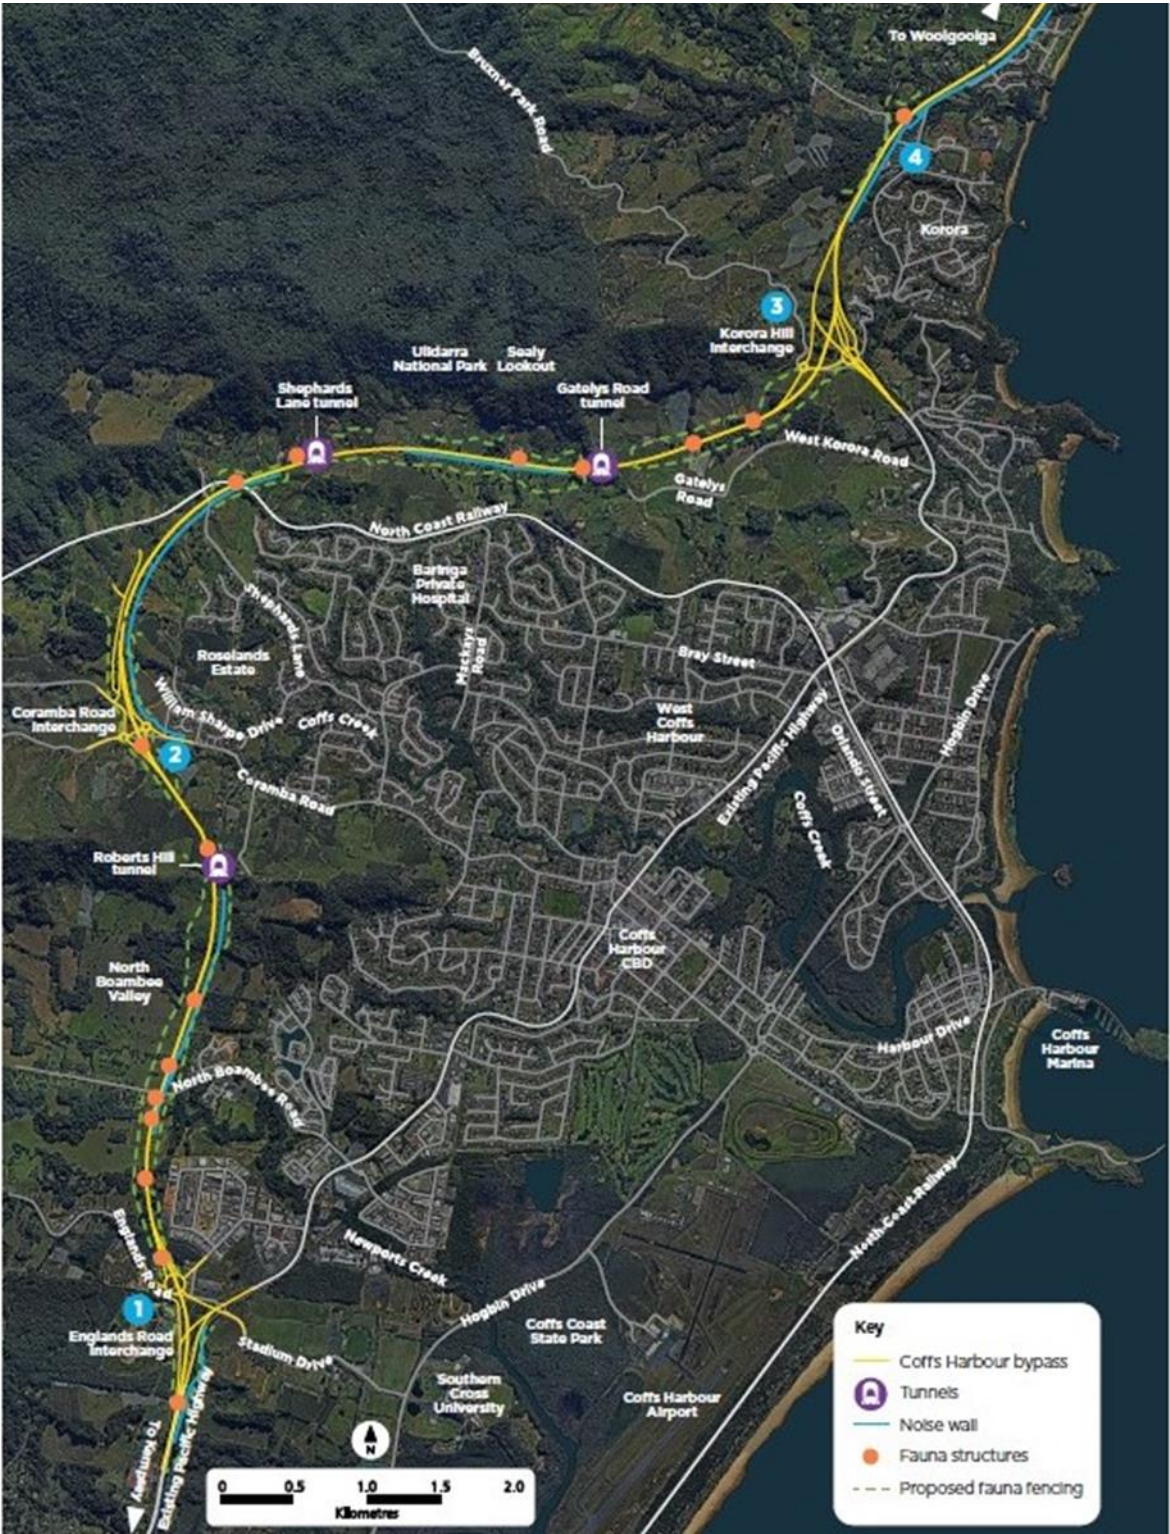 To Woolgoolga
Bruxner Park Road
4
Korora
3
Korora Hill
Interchange
Ulidarra
National Park
Sealy
Lookout
Shephards
Lane tunnel
Gatelys Road
tunnel
West Korora Road
Gatelys
Road
North Coast Railway
Baringa
Private
Hospital
Shephards Lane
Mackays
Road
Bray Street
Roselands
Estate
William Sharpe Drive
Coffs Creek
West
Coffs
Harbour
Hogbin Drive
Coramba Road
Interchange
2
Existing Pacific Highway
Orlando Street
Coramba Road
Coffs Creek
Roberts Hill
tunnel
Coffs
Harbour
CBD
North
Boambee
Valley
Harbour Drive
Coffs
Harbour
Marina
North Boambee Road
North Coast Railway
Englands Road
Newports Creek
1
Englands Road
Interchange
Hogbin Drive
Coffs Coast
State Park
Stadium Drive
Southern
Cross
University
Coffs Harbour
Airport
To Kempsey
Existing Pacific Highway
N
0 0.5 1.0 1.5 2.0
Kilometres
Key
Coffs Harbour bypass
Tunnels
Noise wall
Fauna structures
Proposed fauna fencing